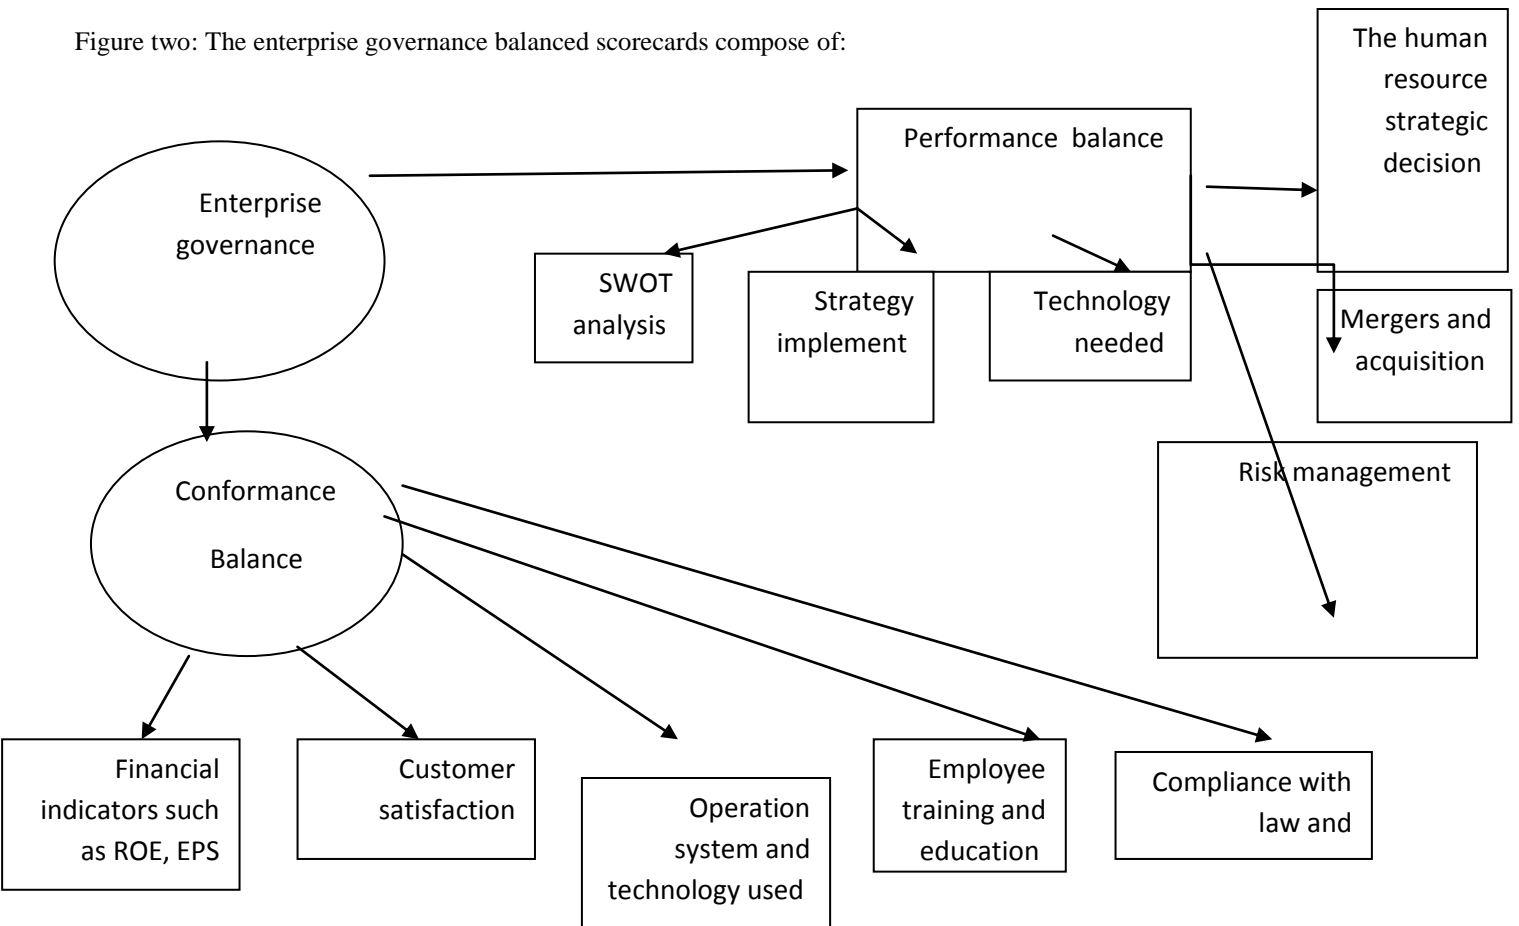 Figure two: The enterprise governance balanced scorecards compose of:
The human
resource
strategic
decision
Performance balance
Enterprise
governance
SWOT
analysis
Strategy
implement
Technology
needed
Mergers and
acquisition
Risk management
Conformance
Balance
Financial
indicators such
as ROE, EPS
Customer
satisfaction
Operation
system and
technology used
Employee
training and
education
Compliance with
law and